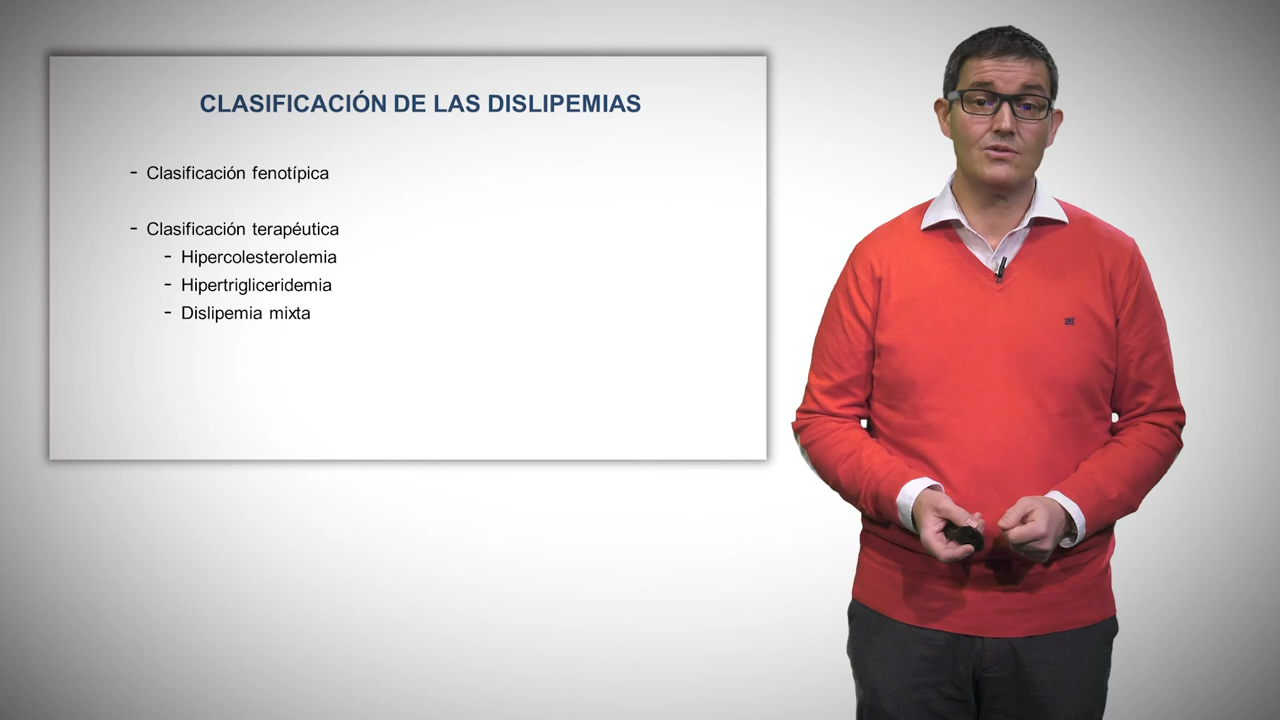 CLASIFICACIÓN DE LAS DISLIPEMIAS
- Clasificación fenotípica
- Clasificación terapéutica
- Hipercolesterolemia
- Hipertrigliceridemia
- Dislipemia mixta